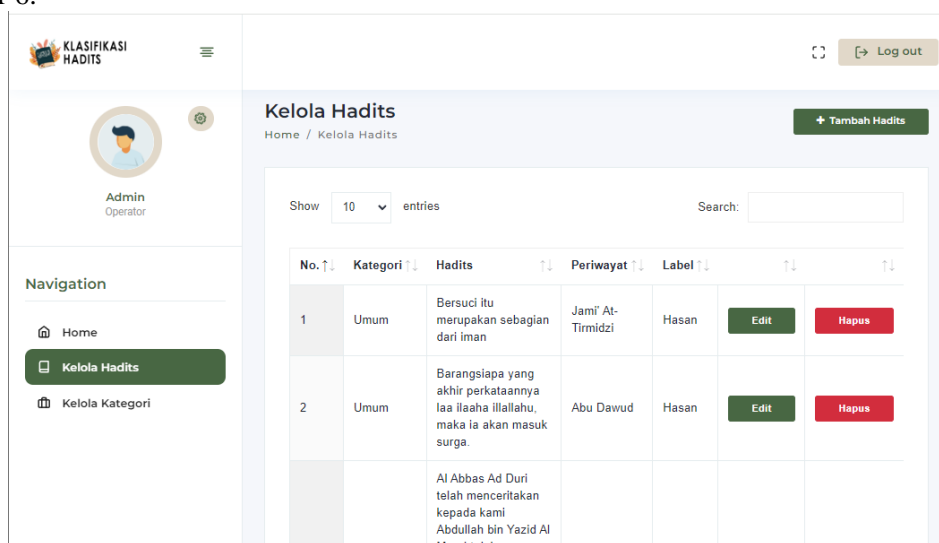 KLASIFIKASI
HADITS
Log out
Admin
Operator
Navigation
Home
Kelola Hadits
Kelola Kategori
Kelola Hadits
Home / Kelola Hadits
+ Tambah Hadits
Show 10 entries
Search:
No. Kategori Hadits Periwayat Label
1 Umum Bersuci itu
merupakan sebagian
dari iman
Jami' At-
Tirmidzi
Hasan Edit Hapus
2 Umum Barangsiapa yang
akhir perkataannya
laa ilaaha illallahu,
maka ia akan masuk
surga.
Abu Dawud Hasan Edit Hapus
Al Abbas Ad Duri
telah menceritakan
kepada kami
Abdullah bin Yazid Al